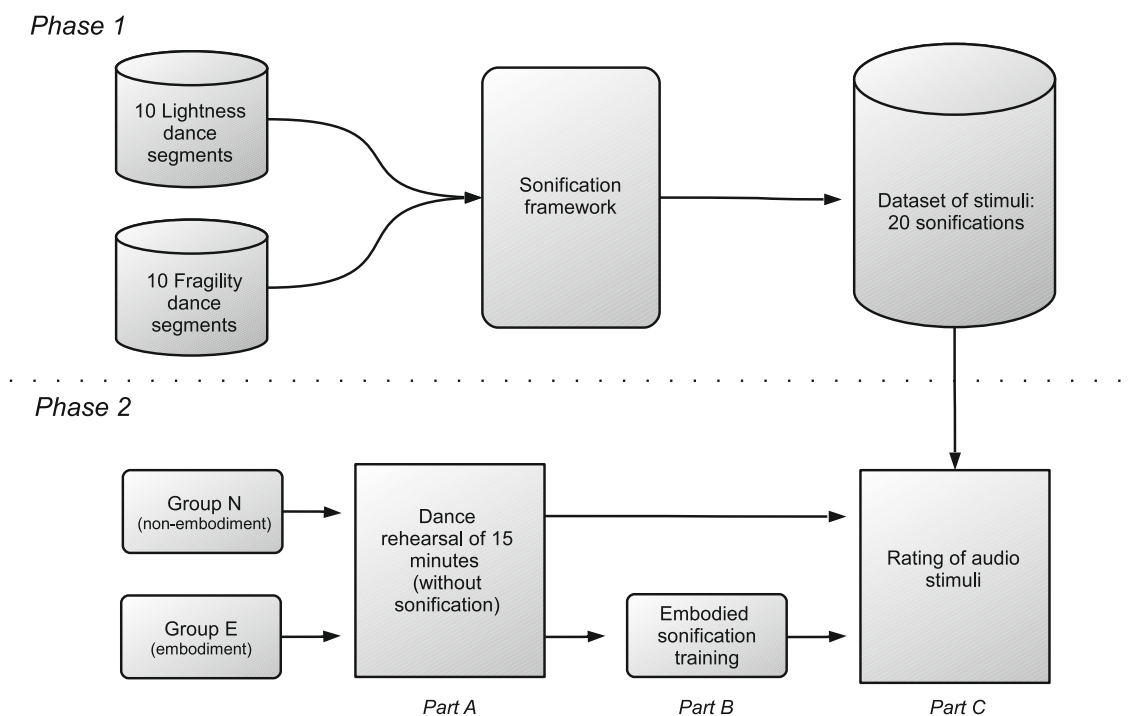 Phase 1
10 Lightness
dance
segments
10 Fragility
dance
segments
Sonification
framework
Dataset of stimuli:
20 sonifications
Phase 2
Group N
(non-embodiment)
Group E
(embodiment)
Dance
rehearsal of 15
minutes
(without
sonification)
Embodied
sonification
training
Rating of audio
stimuli
Part A
Part B
Part C